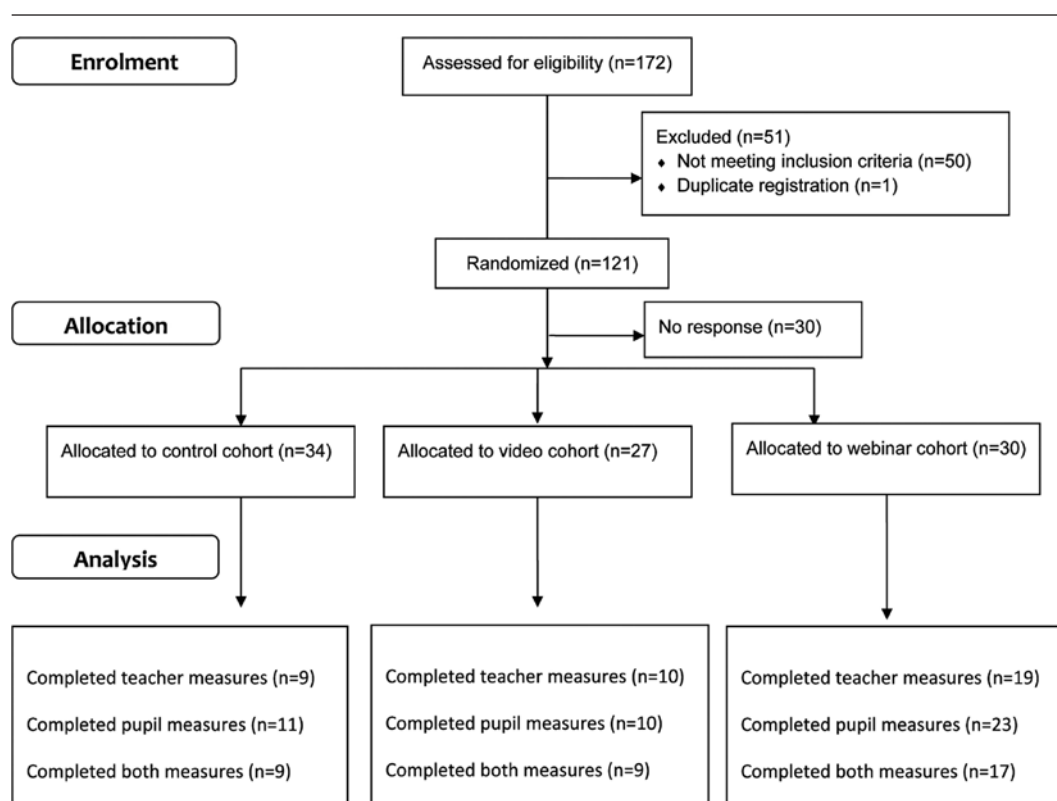 Enrolment
Assessed for eligibility (n=172)
Excluded (n=51)
♦ Not meeting inclusion criteria (n=50)
♦ Duplicate registration (n=1)
Randomized (n=121)
Allocation
No response (n=30)
Allocated to control cohort (n=34)
Allocated to video cohort (n=27)
Allocated to webinar cohort (n=30)
Analysis
Completed teacher measures (n=9)
Completed pupil measures (n=11)
Completed both measures (n=9)
Completed teacher measures (n=10)
Completed pupil measures (n=10)
Completed both measures (n=9)
Completed teacher measures (n=19)
Completed pupil measures (n=23)
Completed both measures (n=17)